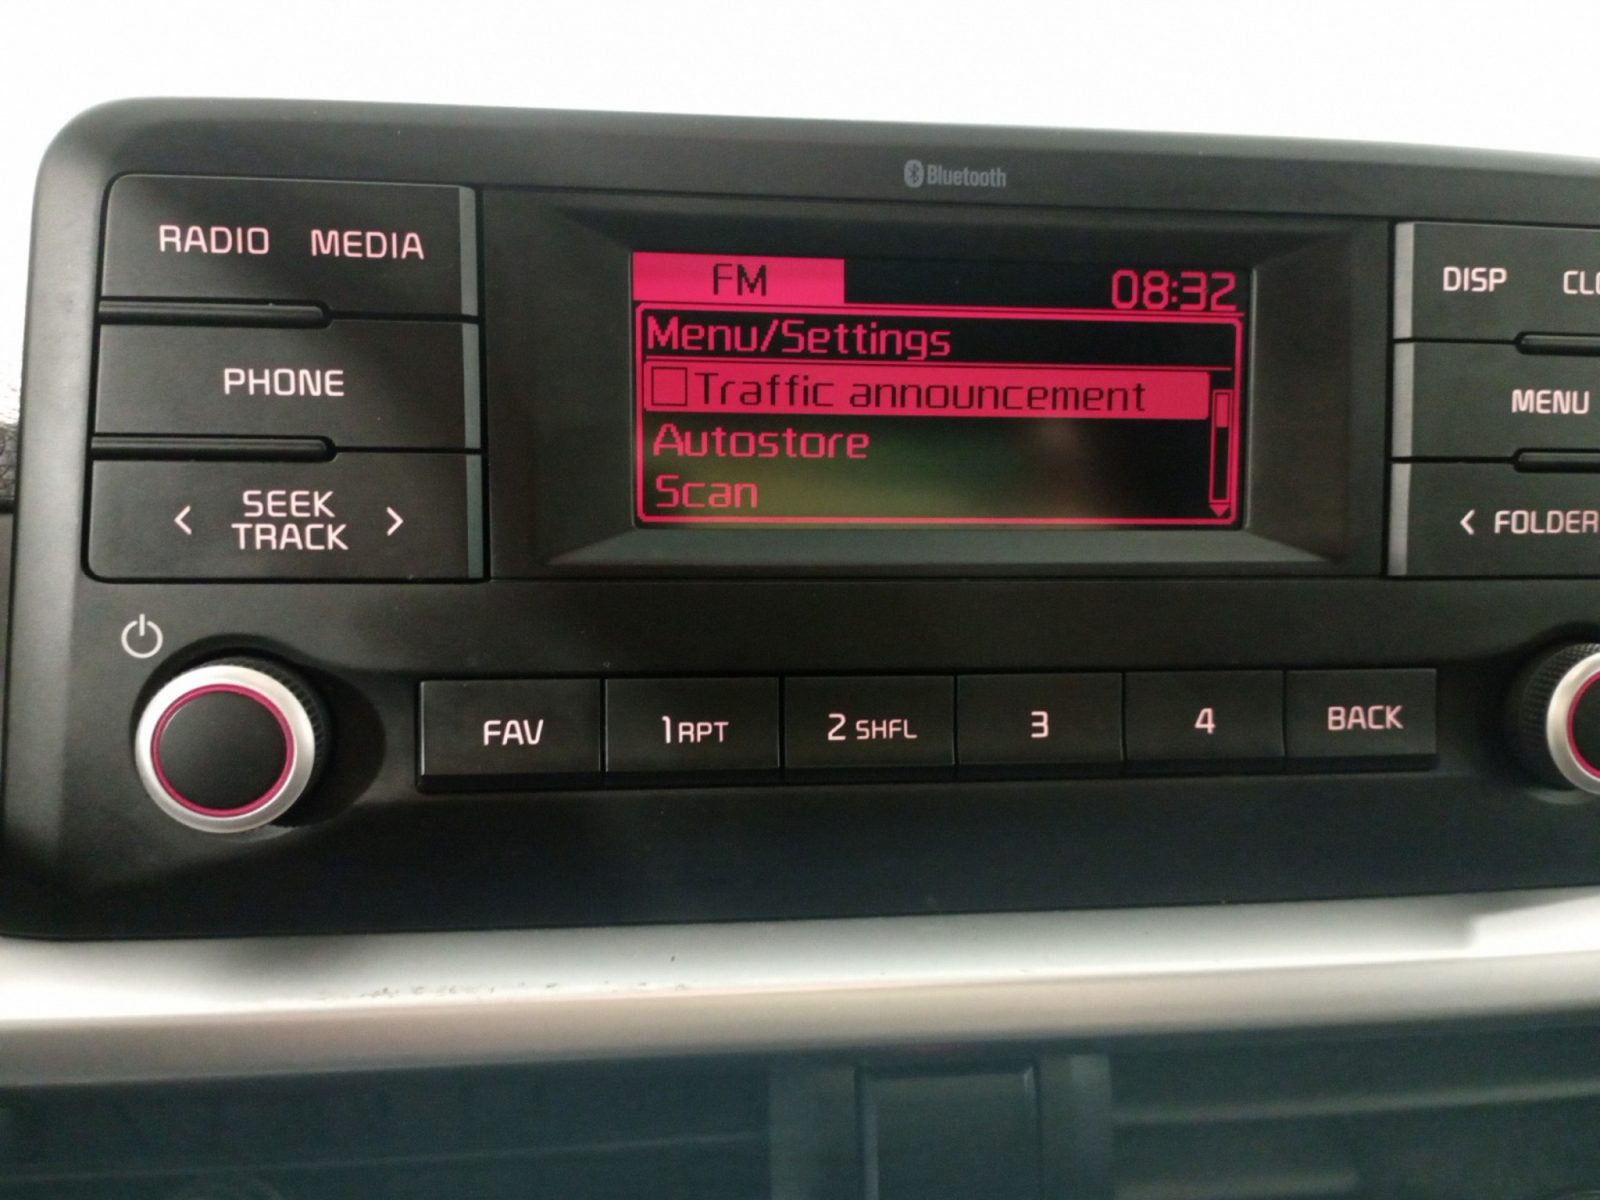 Bluetooth
RADIO MEDIA
PHONE
< SEEK TRACK >
FM 08:32
Menu/Settings
Traffic announcement
Autostore
Scan
DISP
MENU
< FOLDER
FAV 1 RPT 2 SHFL 3 4 BACK